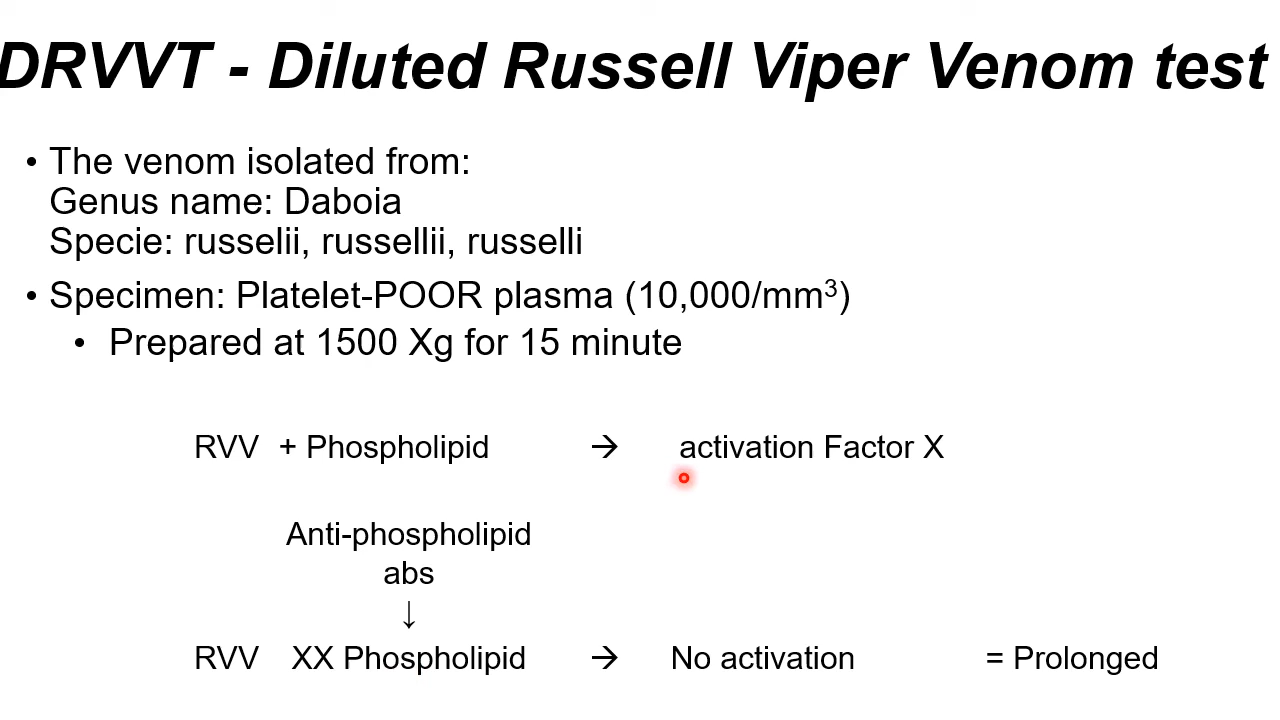 DRVVT - Diluted Russell Viper Venom test
• The venom isolated from:
Genus name: Daboia
Specie: russelii, russellii, russelli
• Specimen: Platelet-POOR plasma (10,000/mm³)
• Prepared at 1500 Xg for 15 minute
RVV + Phospholipid → activation Factor X
Anti-phospholipid
abs
↓
RVV XX Phospholipid → No activation = Prolonged